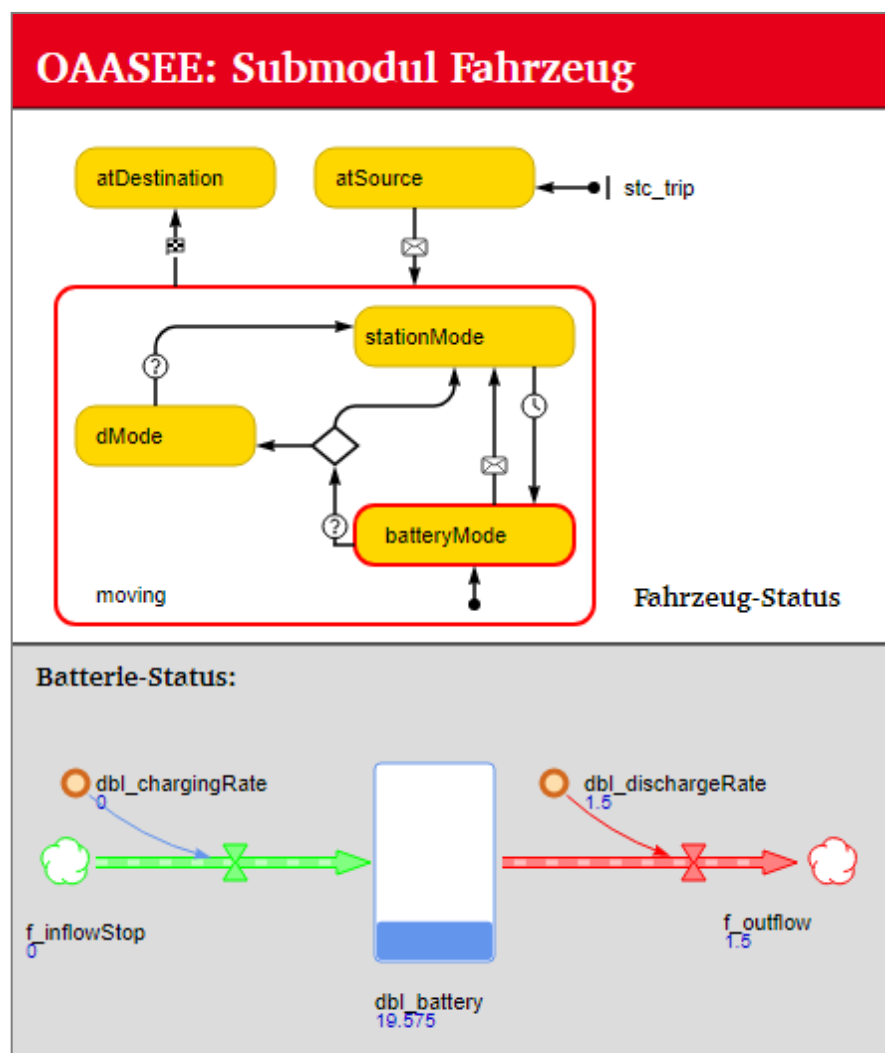 OAASEE: Submodul Fahrzeug
atDestination
atSource
stc_trip
stationMode
?
dMode
?
batteryMode
moving
Fahrzeug-Status
Batterle-Status:
dbl_chargingRate
0
dbl_dischargeRate
1.5
f_inflowStop
0
f_outflow
1.5
dbl_battery
19.575